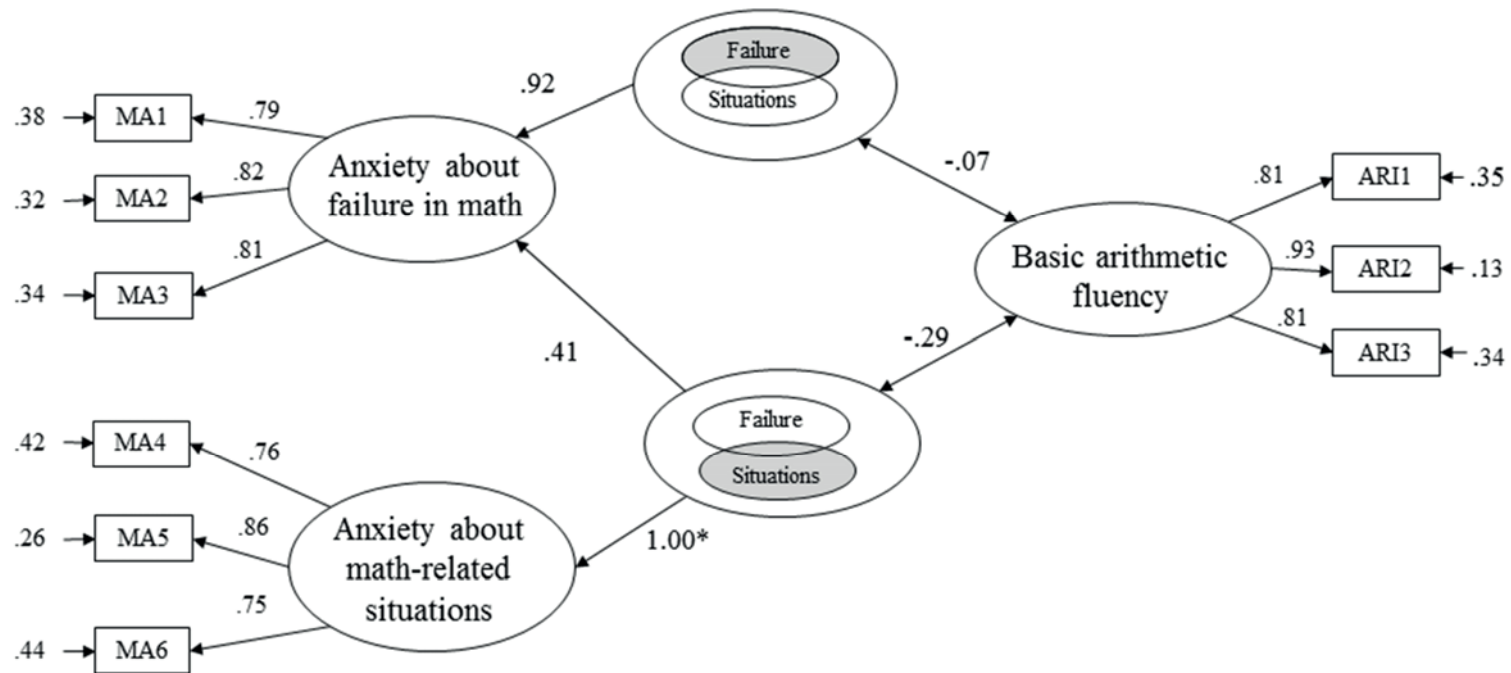 Failure
Situations
.92
.38
MA1
.79
Anxiety about
failure in math
.32
MA2
.82
.34
MA3
.81
-.07
.81
ARI1
.35
Basic arithmetic
fluency
.93
ARI2
.13
.81
ARI3
.34
-.29
.41
Failure
Situations
1.00*
.42
MA4
.76
Anxiety about
math-related
situations
.26
MA5
.86
.44
MA6
.75